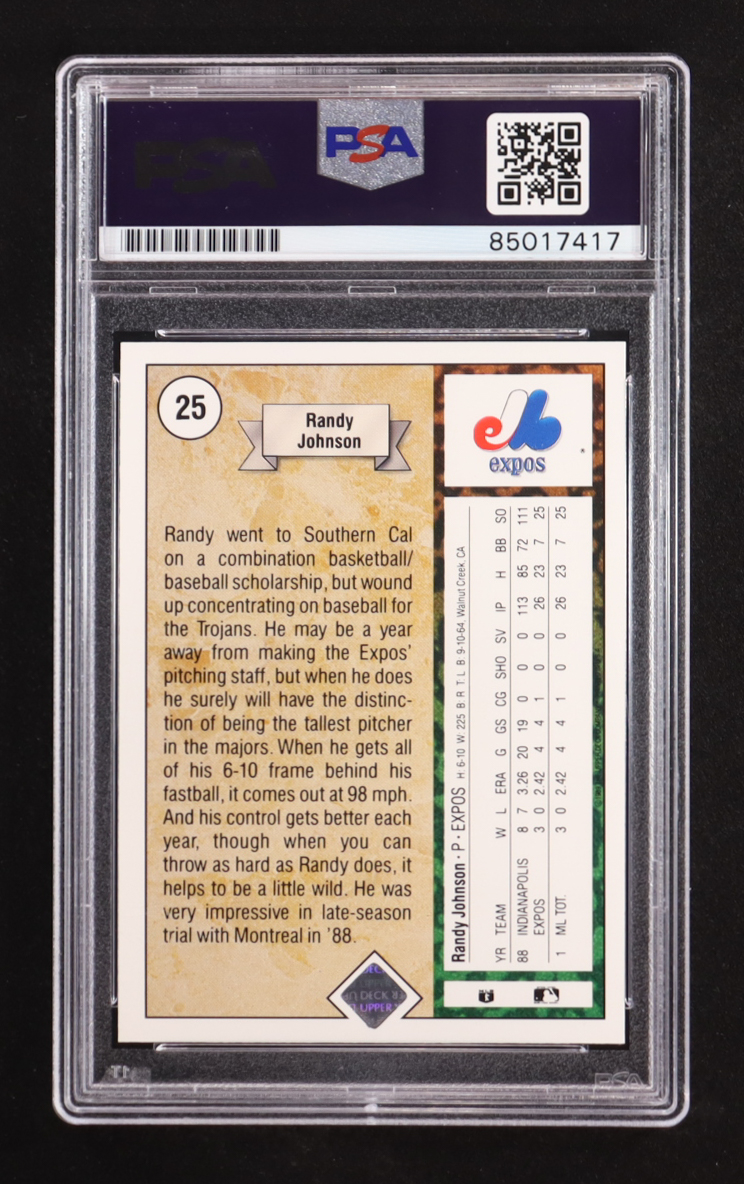 PSA
PSA
85017417
25
Randy
Johnson
expos
Randy went to Southern Cal
on a combination basketball/
baseball scholarship, but wound
up concentrating on baseball for
the Trojans. He may be a year
away from making the Expos'
pitching staff, but when he does
he surely will have the distinc-
tion of being the tallest pitcher
in the majors. When he gets all
of his 6-10 frame behind his
fastball, it comes out at 98 mph.
And his control gets better each
year, though when you can
throw as hard as Randy does, it
helps to be a little wild. He was
very impressive in late-season
trial with Montreal in '88.
Randy Johnson · P · EXPOS H: 6-10 W: 225 B: R T: L B: 9-10-64, Walnut Creek, CA
YR TEAM W L ERA G GS CG SHO SV IP H BB SO
88 INDIANAPOLIS 8 7 3.26 20 19 0 0 0 113 85 72 111
EXPOS 3 0 2.42 4 4 1 0 0 26 23 7 25
1 ML TOT. 3 0 2.42 4 4 1 0 0 26 23 7 25
DECK
UPPER
PSA